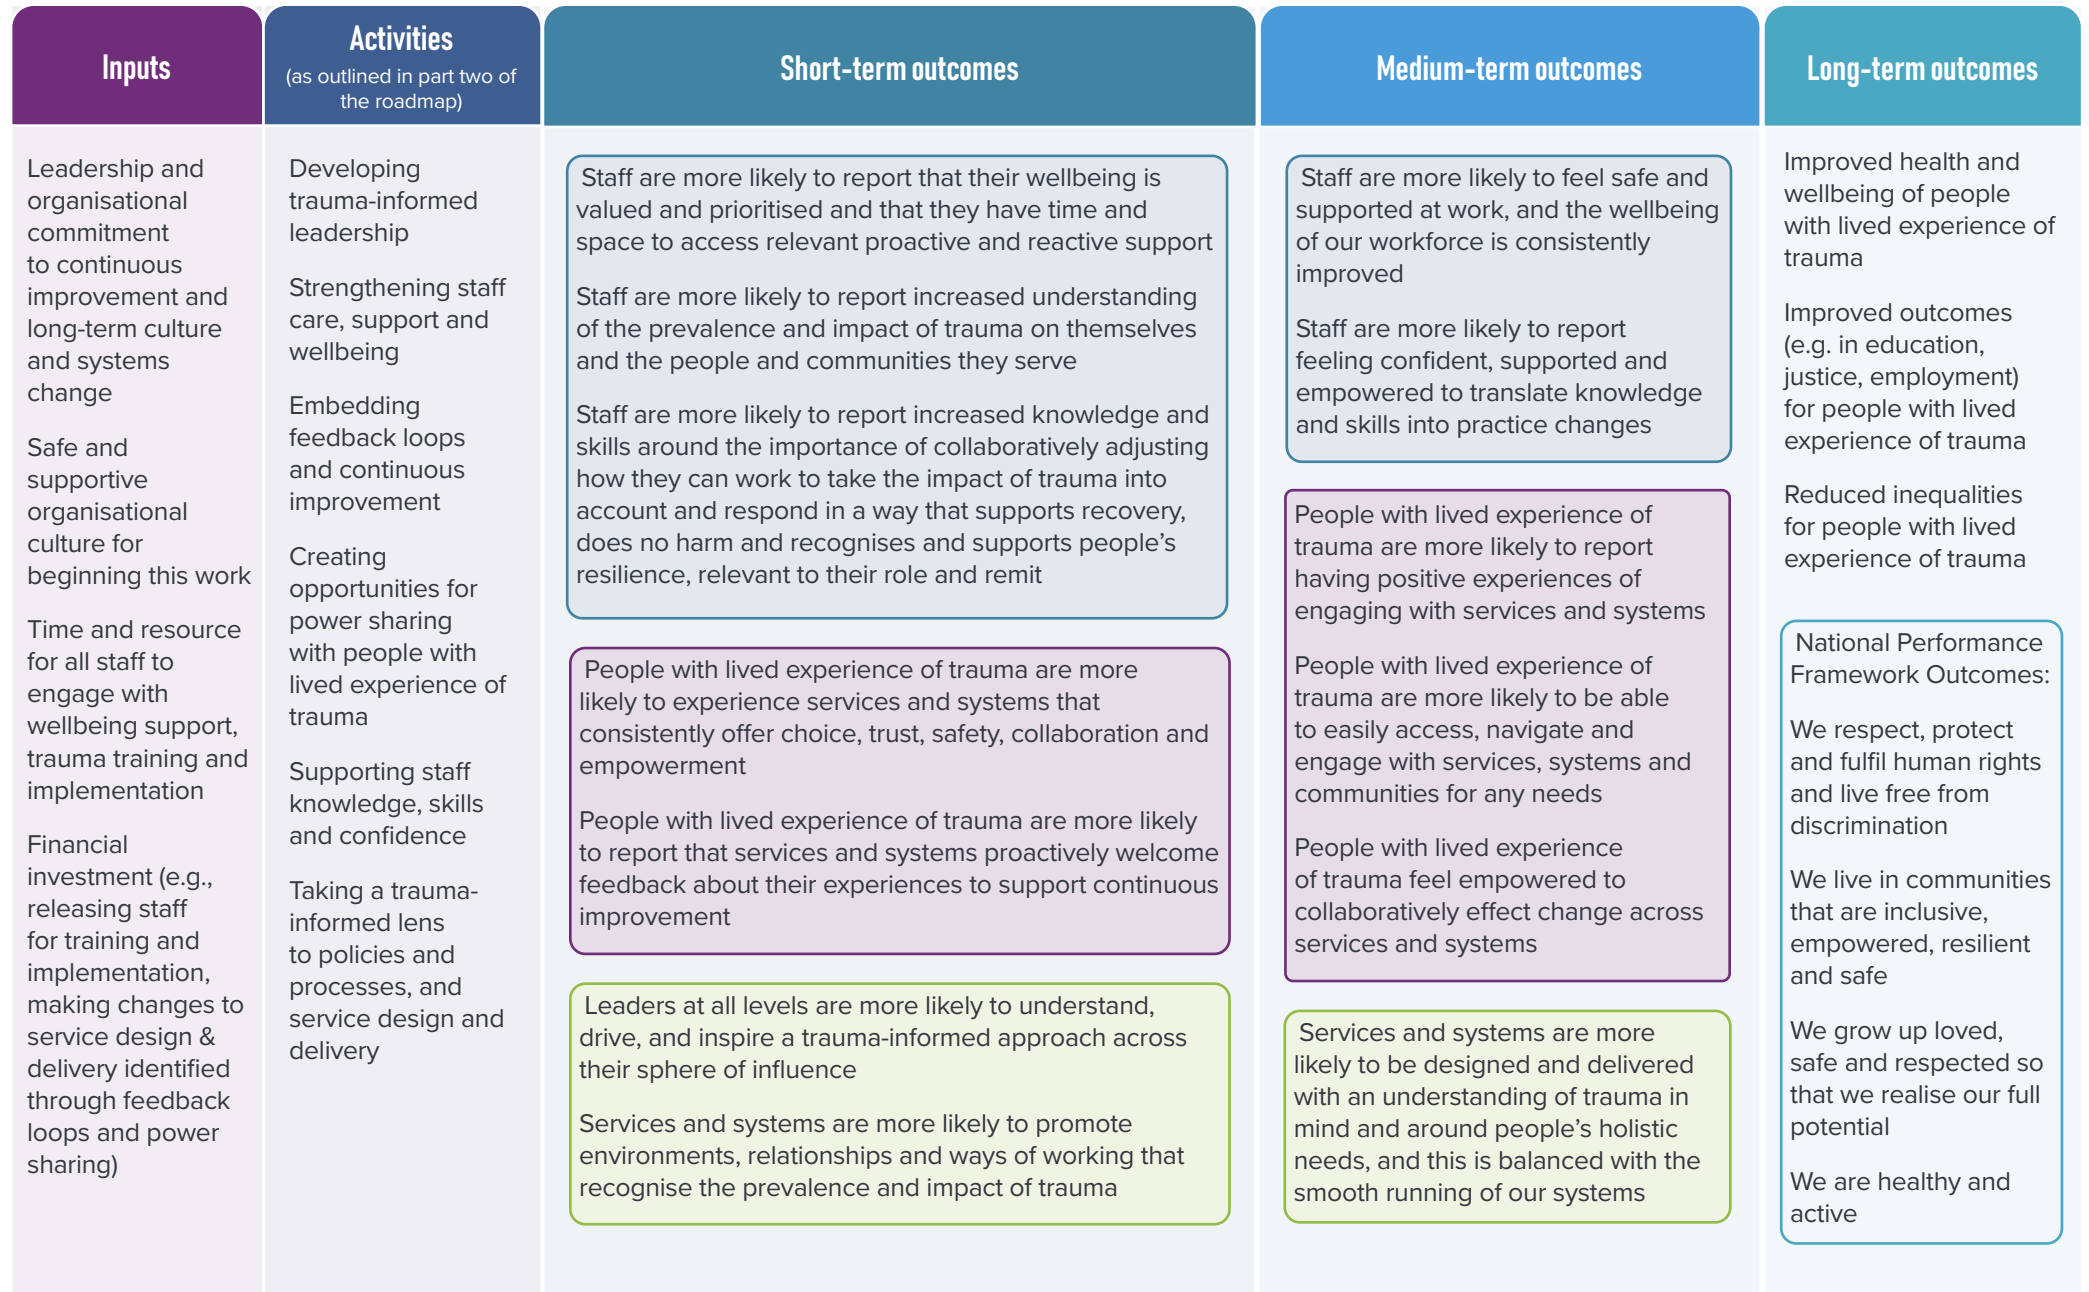 Inputs
Leadership and
organisational
commitment
to continuous
improvement and
long-term culture
and systems
change
Safe and
supportive
organisational
culture for
beginning this work
Time and resource
for all staff to
engage with
wellbeing support,
trauma training and
implementation
Financial
investment (e.g.,
releasing staff
for training and
implementation,
making changes to
service design &
delivery identified
through feedback
loops and power
sharing)
Activities
(as outlined in part two of
the roadmap)
Developing
trauma-informed
leadership
Strengthening staff
care, support and
wellbeing
Embedding
feedback loops
and continuous
improvement
Creating
opportunities for
power sharing
with people with
lived experience of
trauma
Supporting staff
knowledge, skills
and confidence
Taking a trauma-
informed lens
to policies and
processes, and
service design and
delivery
Short-term outcomes
Staff are more likely to report that their wellbeing is
valued and prioritised and that they have time and
space to access relevant proactive and reactive support
Staff are more likely to report increased understanding
of the prevalence and impact of trauma on themselves
and the people and communities they serve
Staff are more likely to report increased knowledge and
skills around the importance of collaboratively adjusting
how they can work to take the impact of trauma into
account and respond in a way that supports recovery,
does no harm and recognises and supports people’s
resilience, relevant to their role and remit
People with lived experience of trauma are more
likely to experience services and systems that
consistently offer choice, trust, safety, collaboration and
empowerment
People with lived experience of trauma are more likely
to report that services and systems proactively welcome
feedback about their experiences to support continuous
improvement
Leaders at all levels are more likely to understand,
drive, and inspire a trauma-informed approach across
their sphere of influence
Services and systems are more likely to promote
environments, relationships and ways of working that
recognise the prevalence and impact of trauma
Medium-term outcomes
Staff are more likely to feel safe and
supported at work, and the wellbeing
of our workforce is consistently
improved
Staff are more likely to report
feeling confident, supported and
empowered to translate knowledge
and skills into practice changes
People with lived experience of
trauma are more likely to report
having positive experiences of
engaging with services and systems
People with lived experience of
trauma are more likely to be able
to easily access, navigate and
engage with services, systems and
communities for any needs
People with lived experience
of trauma feel empowered to
collaboratively effect change across
services and systems
Services and systems are more
likely to be designed and delivered
with an understanding of trauma in
mind and around people’s holistic
needs, and this is balanced with the
smooth running of our systems
Long-term outcomes
Improved health and
wellbeing of people
with lived experience of
trauma
Improved outcomes
(e.g. in education,
justice, employment)
for people with lived
experience of trauma
Reduced inequalities
for people with lived
experience of trauma
National Performance
Framework Outcomes:
We respect, protect
and fulfil human rights
and live free from
discrimination
We live in communities
that are inclusive,
empowered, resilient
and safe
We grow up loved,
safe and respected so
that we realise our full
potential
We are healthy and
active